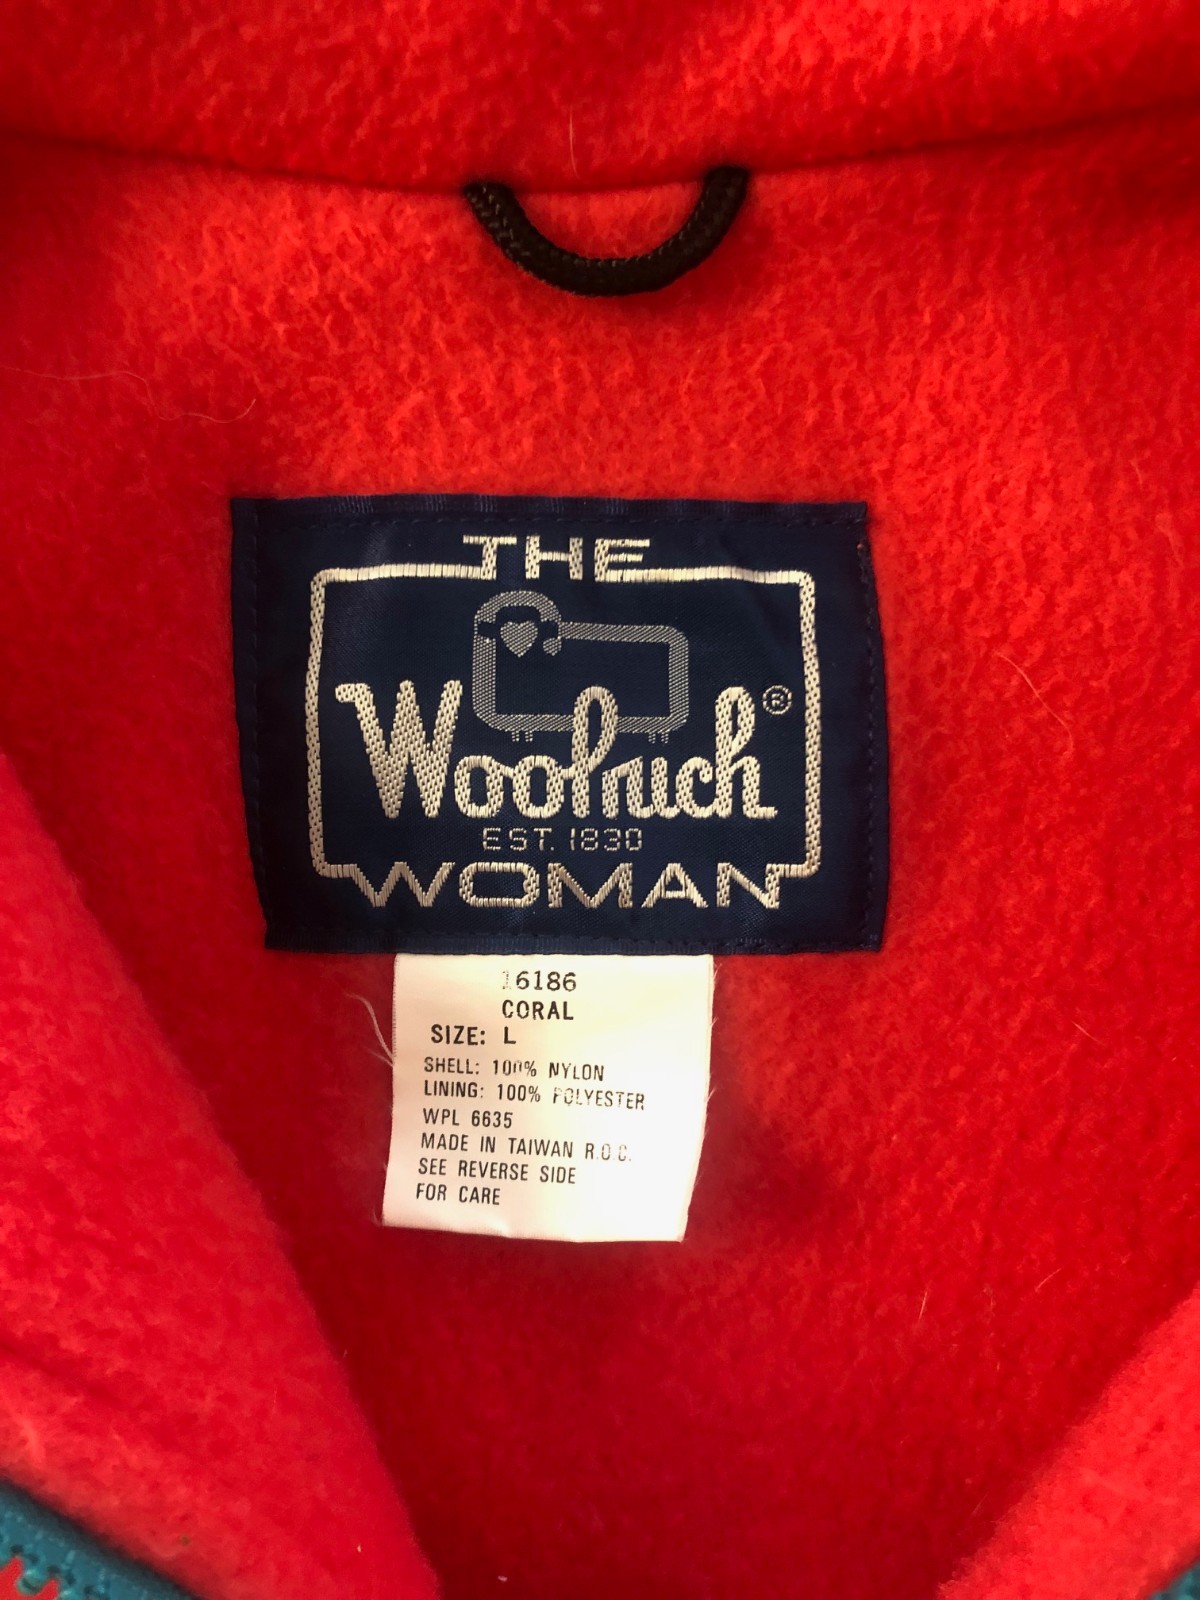 THE
Woolrich®
EST. 1830
WOMAN
16186
CORAL
SIZE: L
SHELL: 100% NYLON
LINING: 100% POLYESTER
WPL 6635
MADE IN TAIWAN R.O.C.
SEE REVERSE SIDE
FOR CARE